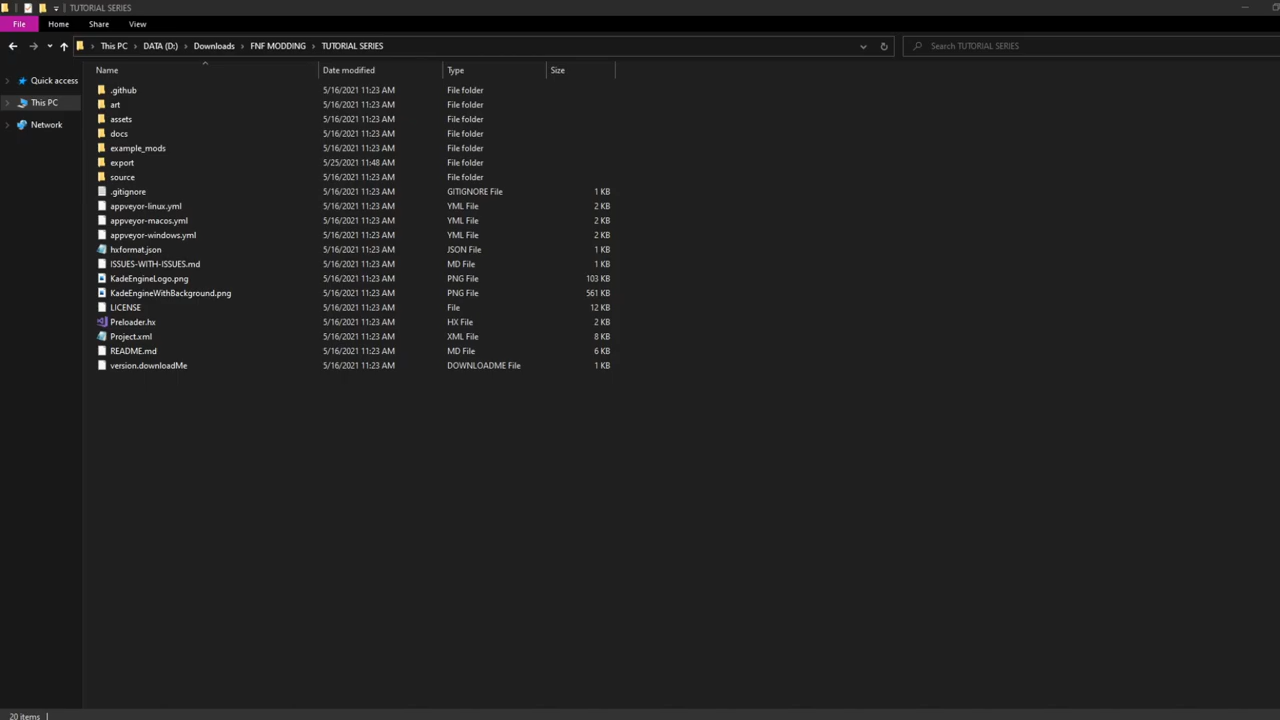 TUTORIAL SERIES
File Home Share View
This PC DATA (D:) Downloads FNF MODDING TUTORIAL SERIES Search TUTORIAL SERIES
Name Date modified Type Size
Quick access
This PC
Network
.github 5/16/2021 11:23 AM File folder
art 5/16/2021 11:23 AM File folder
assets 5/16/2021 11:23 AM File folder
docs 5/16/2021 11:23 AM File folder
example_mods 5/16/2021 11:23 AM File folder
export 5/25/2021 11:48 AM File folder
source 5/16/2021 11:23 AM File folder
.gitignore 5/16/2021 11:23 AM GITIGNORE File 1 KB
appveyor-linux.yml 5/16/2021 11:23 AM YML File 2 KB
appveyor-macos.yml 5/16/2021 11:23 AM YML File 2 KB
appveyor-windows.yml 5/16/2021 11:23 AM YML File 2 KB
hxformat.json 5/16/2021 11:23 AM JSON File 1 KB
ISSUES-WITH-ISSUES.md 5/16/2021 11:23 AM MD File 1 KB
KadeEngineLogo.png 5/16/2021 11:23 AM PNG File 103 KB
KadeEngineWithBackground.png 5/16/2021 11:23 AM PNG File 561 KB
LICENSE 5/16/2021 11:23 AM File 12 KB
Preloader.hx 5/16/2021 11:23 AM HX File 2 KB
Project.xml 5/16/2021 11:23 AM XML File 8 KB
README.md 5/16/2021 11:23 AM MD File 6 KB
version.downloadMe 5/16/2021 11:23 AM DOWNLOADME File 1 KB
20 items